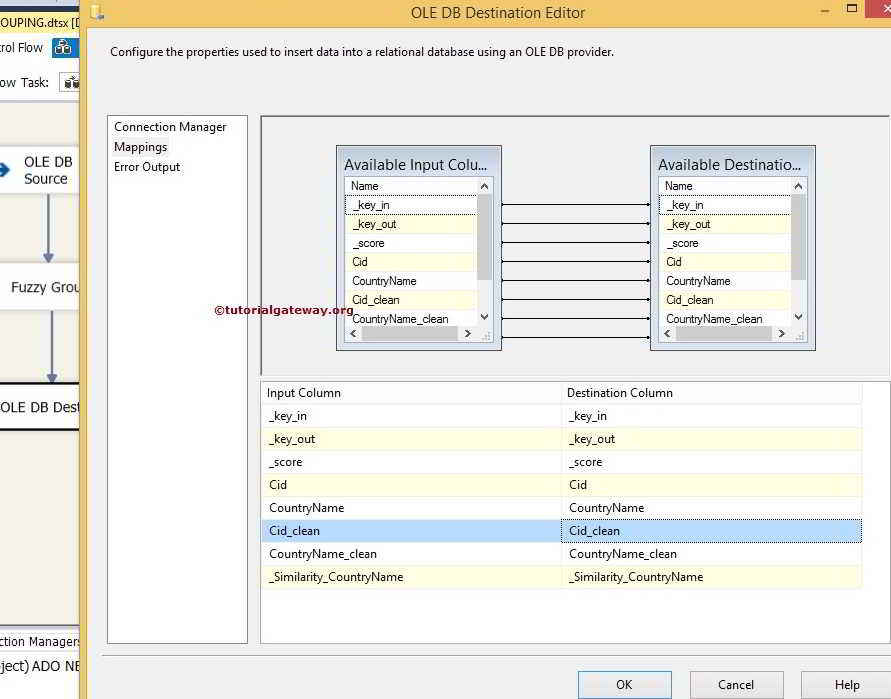 OLE DB Destination Editor
OUPING.dtsx [D
Configure the properties used to insert data into a relational database using an OLE DB provider.
rol Flow
ow Task:
OLE DB
Source
Fuzzy Grou
OLE DB Dest
ction Managers
ject) ADO NE
Connection Manager
Mappings
Error Output
Available Input Colu...
Name
_key_in
_key_out
_score
Cid
CountryName
Cid_clean
CountryName_clean
Available Destinatio...
Name
_key_in
_key_out
_score
Cid
CountryName
Cid_clean
CountryName_clean
©tutorialgateway.org
Input Column Destination Column
_key_in _key_in
_key_out _key_out
_score _score
Cid Cid
CountryName CountryName
Cid_clean Cid_clean
CountryName_clean CountryName_clean
_Similarity_CountryName _Similarity_CountryName
OK Cancel Help